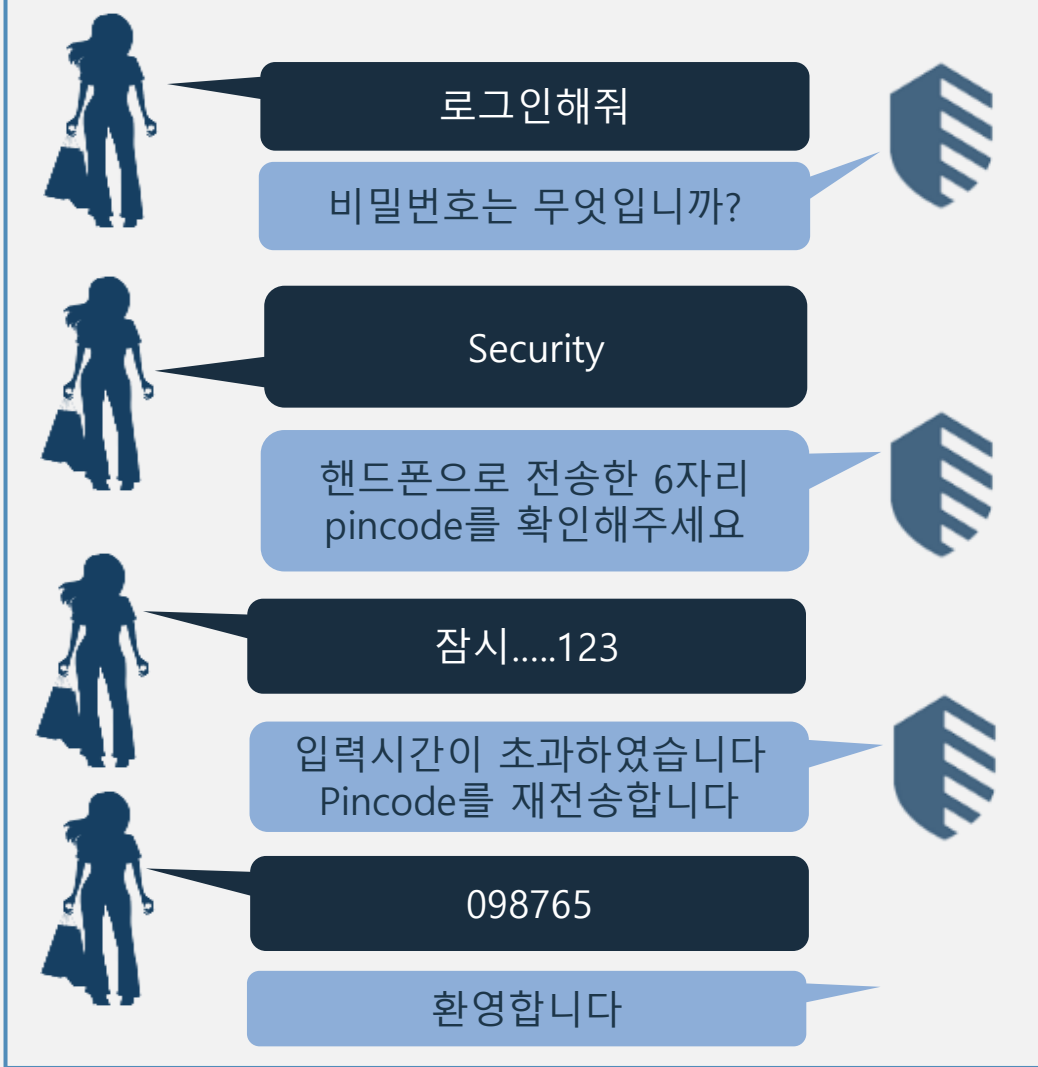 로그인해줘
비밀번호는 무엇입니까?
Security
핸드폰으로 전송한 6자리
pincode를 확인해주세요
잠시.....123
입력시간이 초과하였습니다
Pincode를 재전송합니다
098765
환영합니다